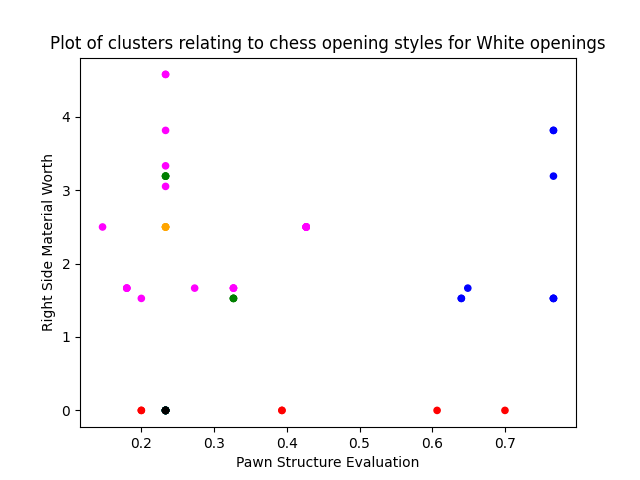 Plot of clusters relating to chess opening styles for White openings
4
3
2
1
0
Right Side Material Worth
0.2 0.3 0.4 0.5 0.6 0.7
Pawn Structure Evaluation